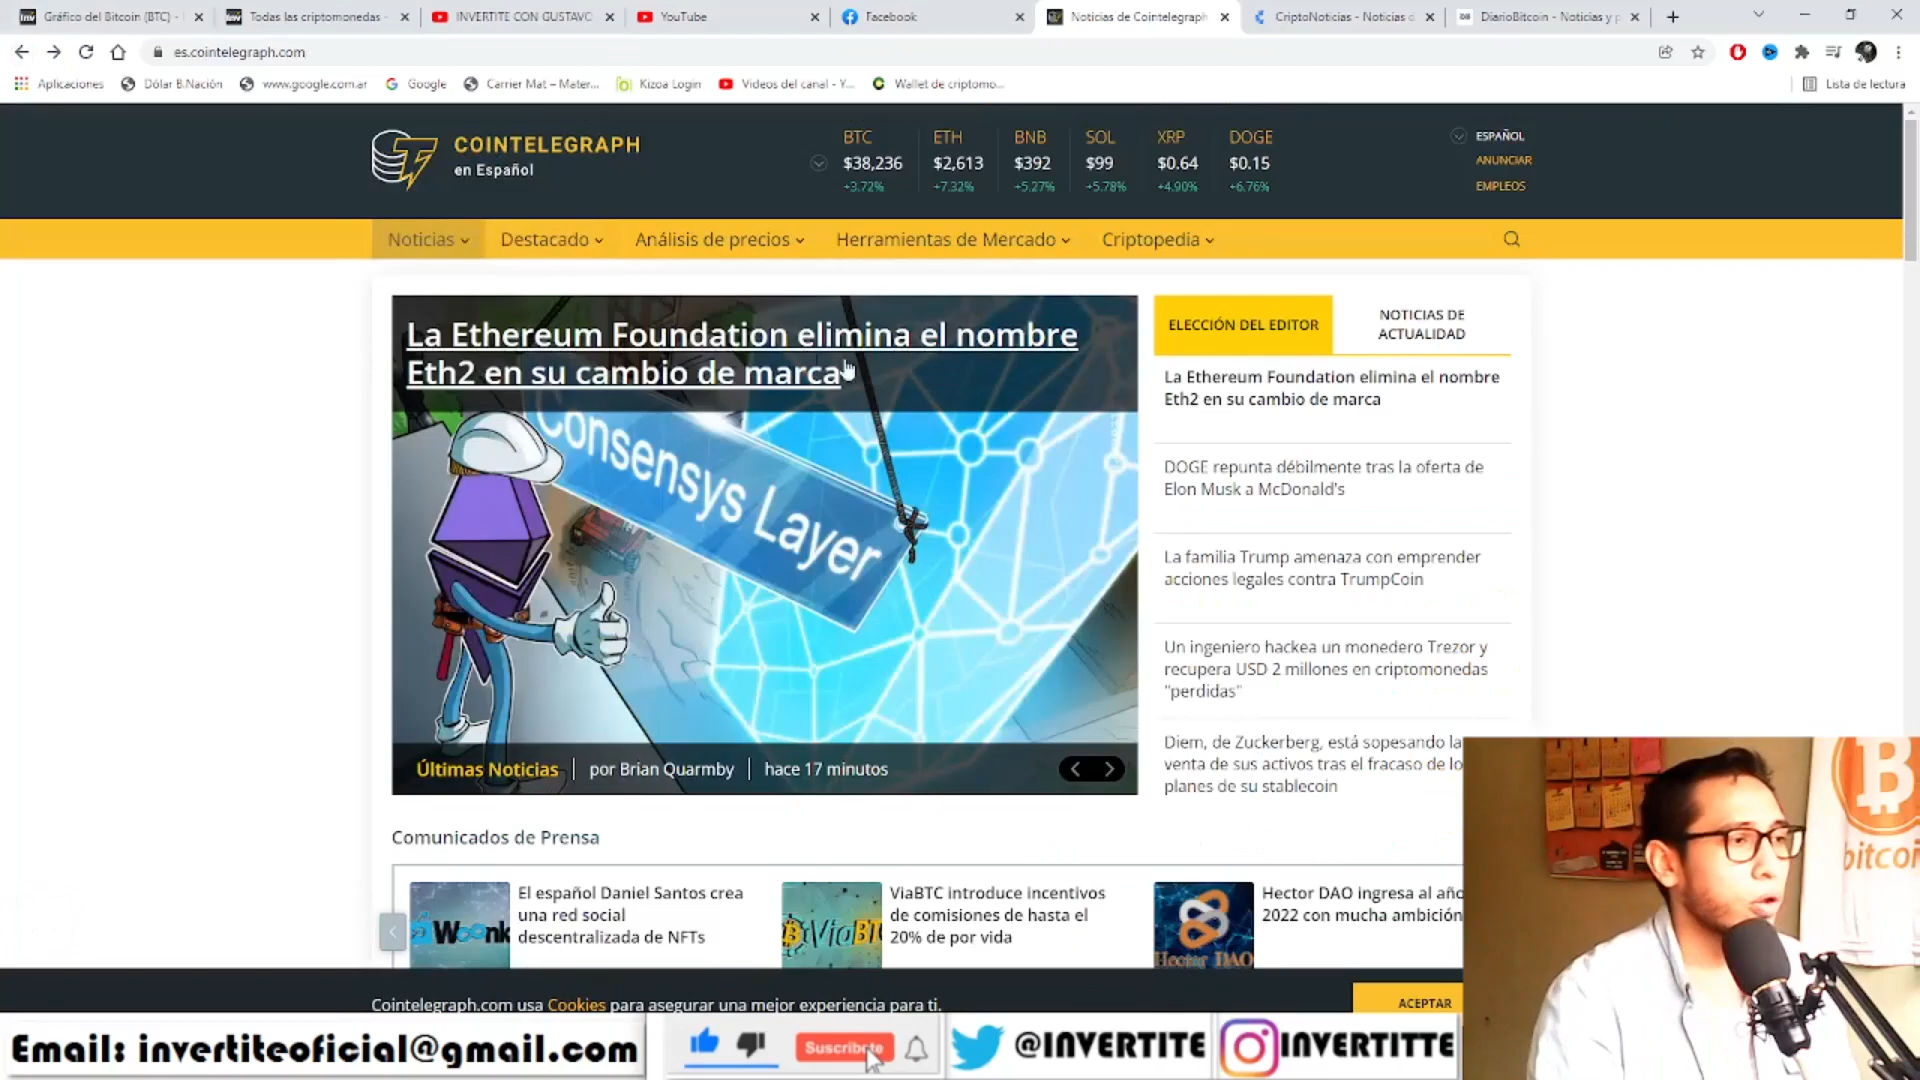 Gráfico del Bitcoin (BTC) -
Todas las criptomonedas -
INVERTITE CON GUSTAVO
YouTube
Facebook
Noticias de Cointelegraph
CriptoNoticias - Noticias d
DiarioBitcoin - Noticias y p
es.cointelegraph.com
Aplicaciones
Dólar B.Nación
www.google.com.ar
Google
Carrier Mat – Mater...
Kizoa Login
Videos del canal - Y...
Wallet de criptomo...
Lista de lectura
COINTELEGRAPH
en Español
BTC ETH BNB SOL XRP DOGE
$38,236 $2,613 $392 $99 $0.64 $0.15
+3.72% +7.32% +5.27% +5.78% +4.90% +6.76%
ESPAÑOL
ANUNCIAR
EMPLEOS
Noticias Destacado Análisis de precios Herramientas de Mercado Criptopedia
La Ethereum Foundation elimina el nombre
Eth2 en su cambio de marca
Consensys Layer
Últimas Noticias | por Brian Quarmby | hace 17 minutos
ELECCIÓN DEL EDITOR
NOTICIAS DE
ACTUALIDAD
La Ethereum Foundation elimina el nombre
Eth2 en su cambio de marca
DOGE repunta débilmente tras la oferta de
Elon Musk a McDonald's
La familia Trump amenaza con emprender
acciones legales contra TrumpCoin
Un ingeniero hackea un monedero Trezor y
recupera USD 2 millones en criptomonedas
"perdidas"
Diem, de Zuckerberg, está sopesando la
venta de sus activos tras el fracaso de lo
planes de su stablecoin
Comunicados de Prensa
Woonk
El español Daniel Santos crea
una red social
descentralizada de NFTs
ViaBT
ViaBTC introduce incentivos
de comisiones de hasta el
20% de por vida
Hector DAO
Hector DAO ingresa al año
2022 con mucha ambición
bitcoi
Cointelegraph.com usa Cookies para asegurar una mejor experiencia para ti.
ACEPTAR
Email: invertiteoficial@gmail.com
Suscríbete
@INVERTITE
INVERTITTE